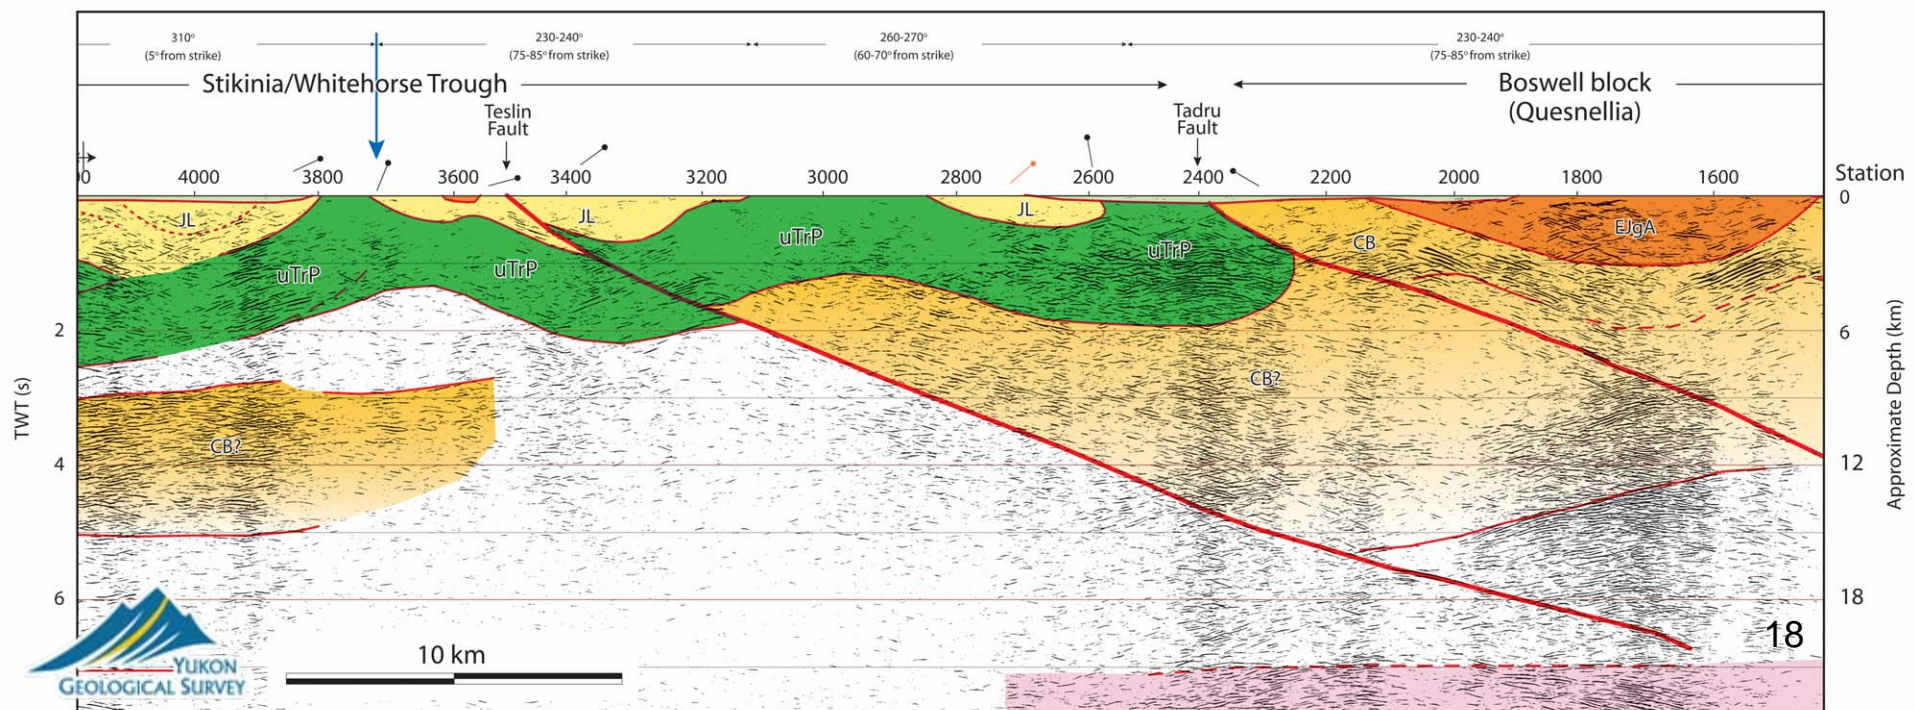 310°
(5° from strike)
230-240°
(75-85° from strike)
260-270°
(60-70° from strike)
230-240°
(75-85° from strike)
Stikinia/Whitehorse Trough
Boswell block
(Quesnellia)
Teslin
Fault
Tadru
Fault
00 4000 3800 3600 3400 3200 3000 2800 2600 2400 2200 2000 1800 1600 Station
0
JL
JL
uTrP
JL
uTrP
CB
EJgA
uTrP
uTrP
2
6
CB?
CB?
4
12
6
18
TWT (s)
Approximate Depth (km)
18
10 km
YUKON
GEOLOGICAL SURVEY